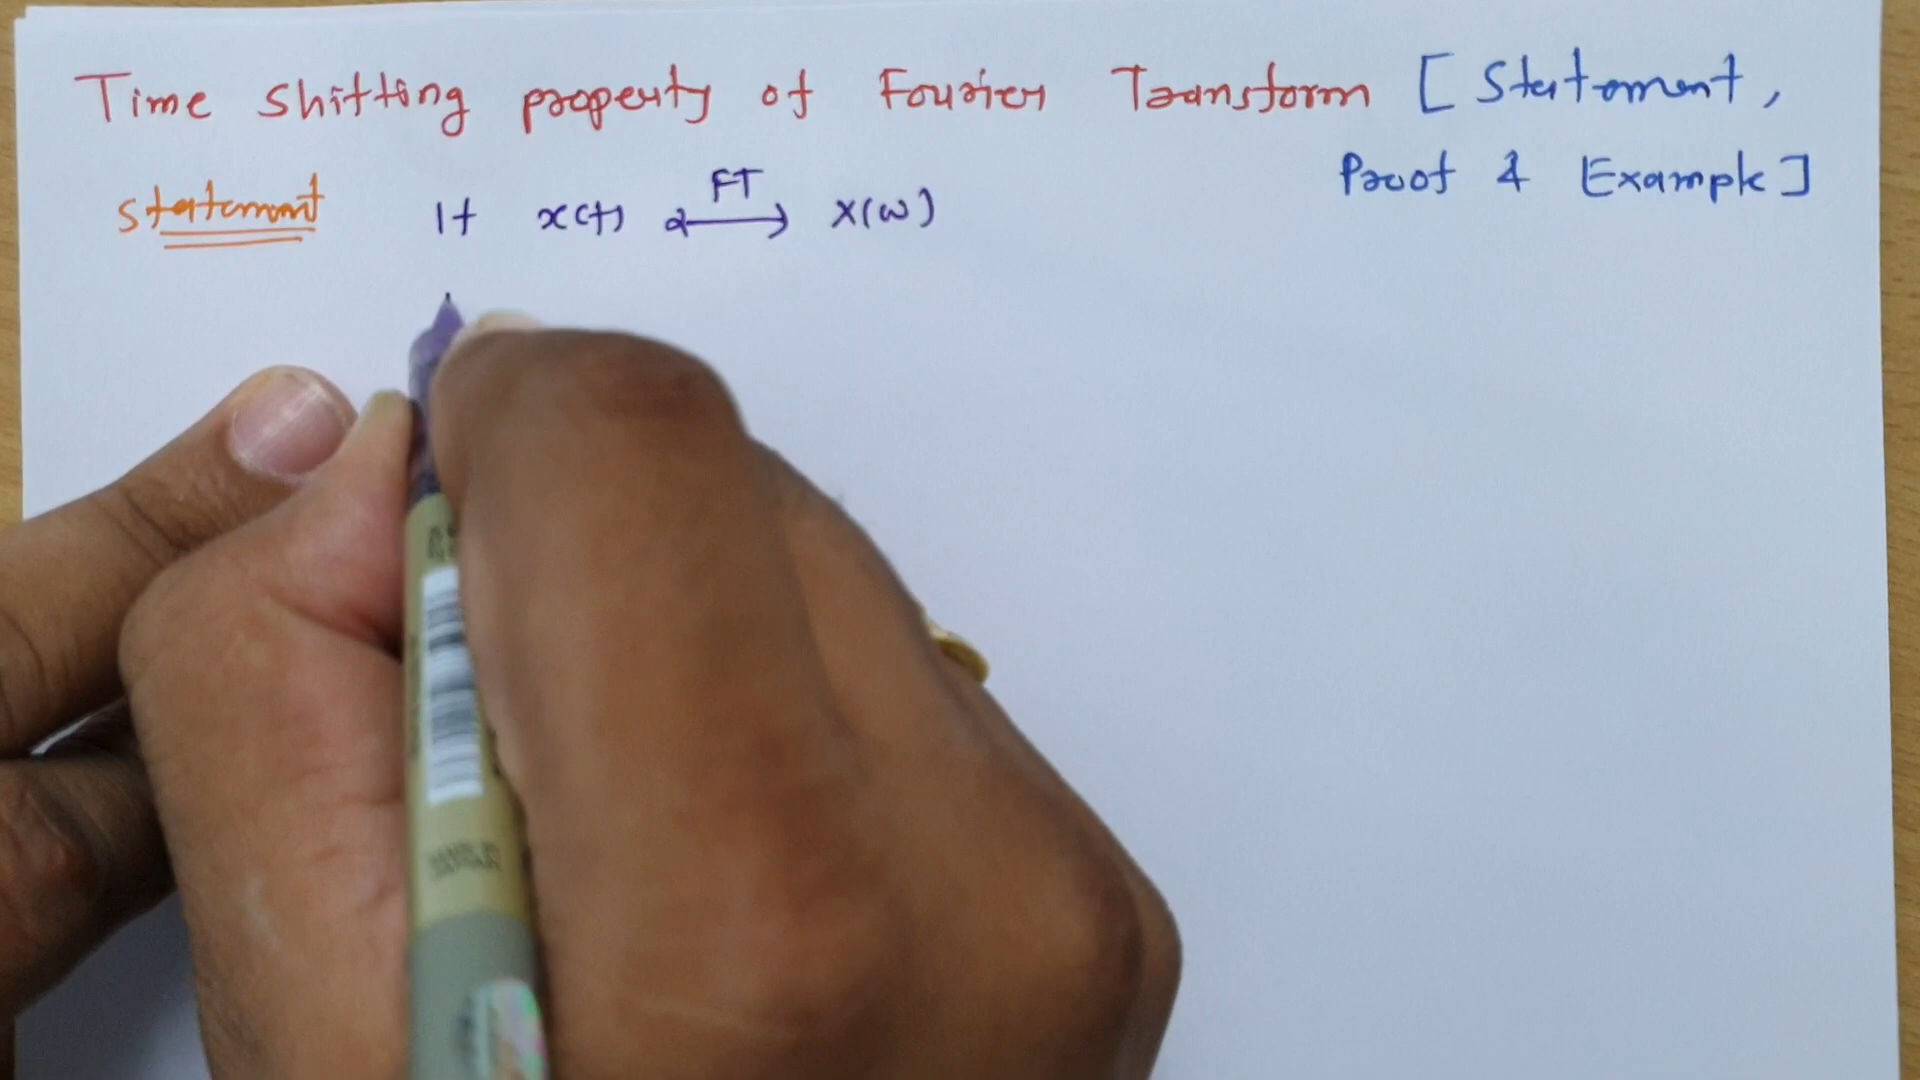 Time Shifting property of Fourier Transform [ Statement,
Proof & Example ]
Statement If x(t) ⟷ X(ω)
FT